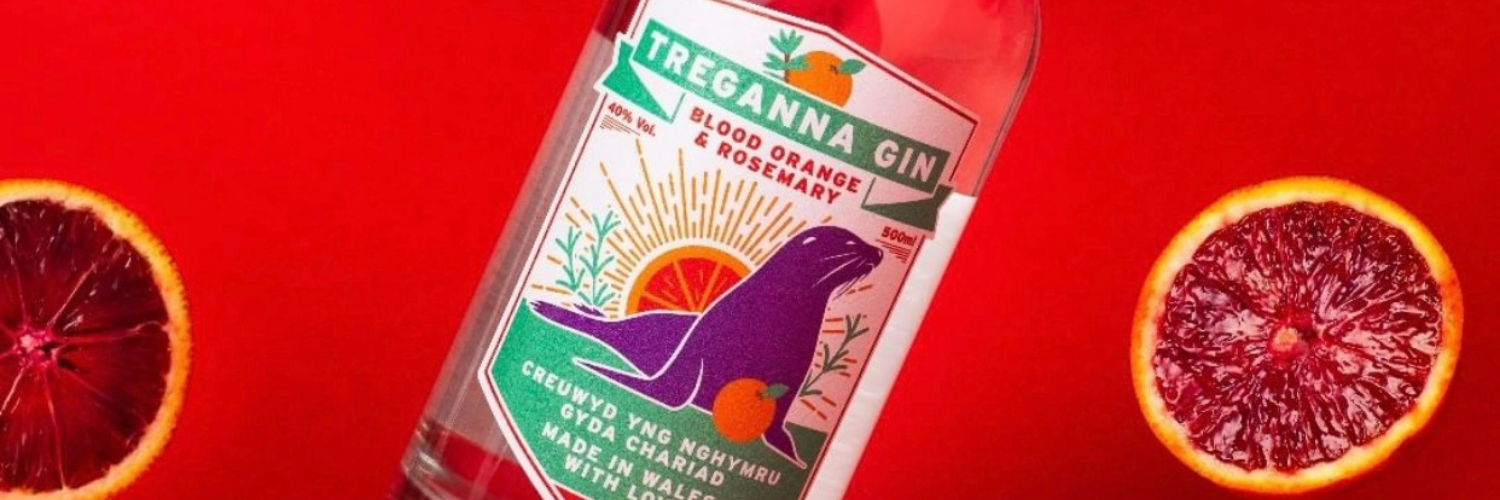 TREGANNA GIN
40% Vol.
BLOOD ORANGE
& ROSEMARY
500ml
CREUWYD YNG NGHYMRU
GYDA CHARIAD
MADE IN WALES
WITH LOVE